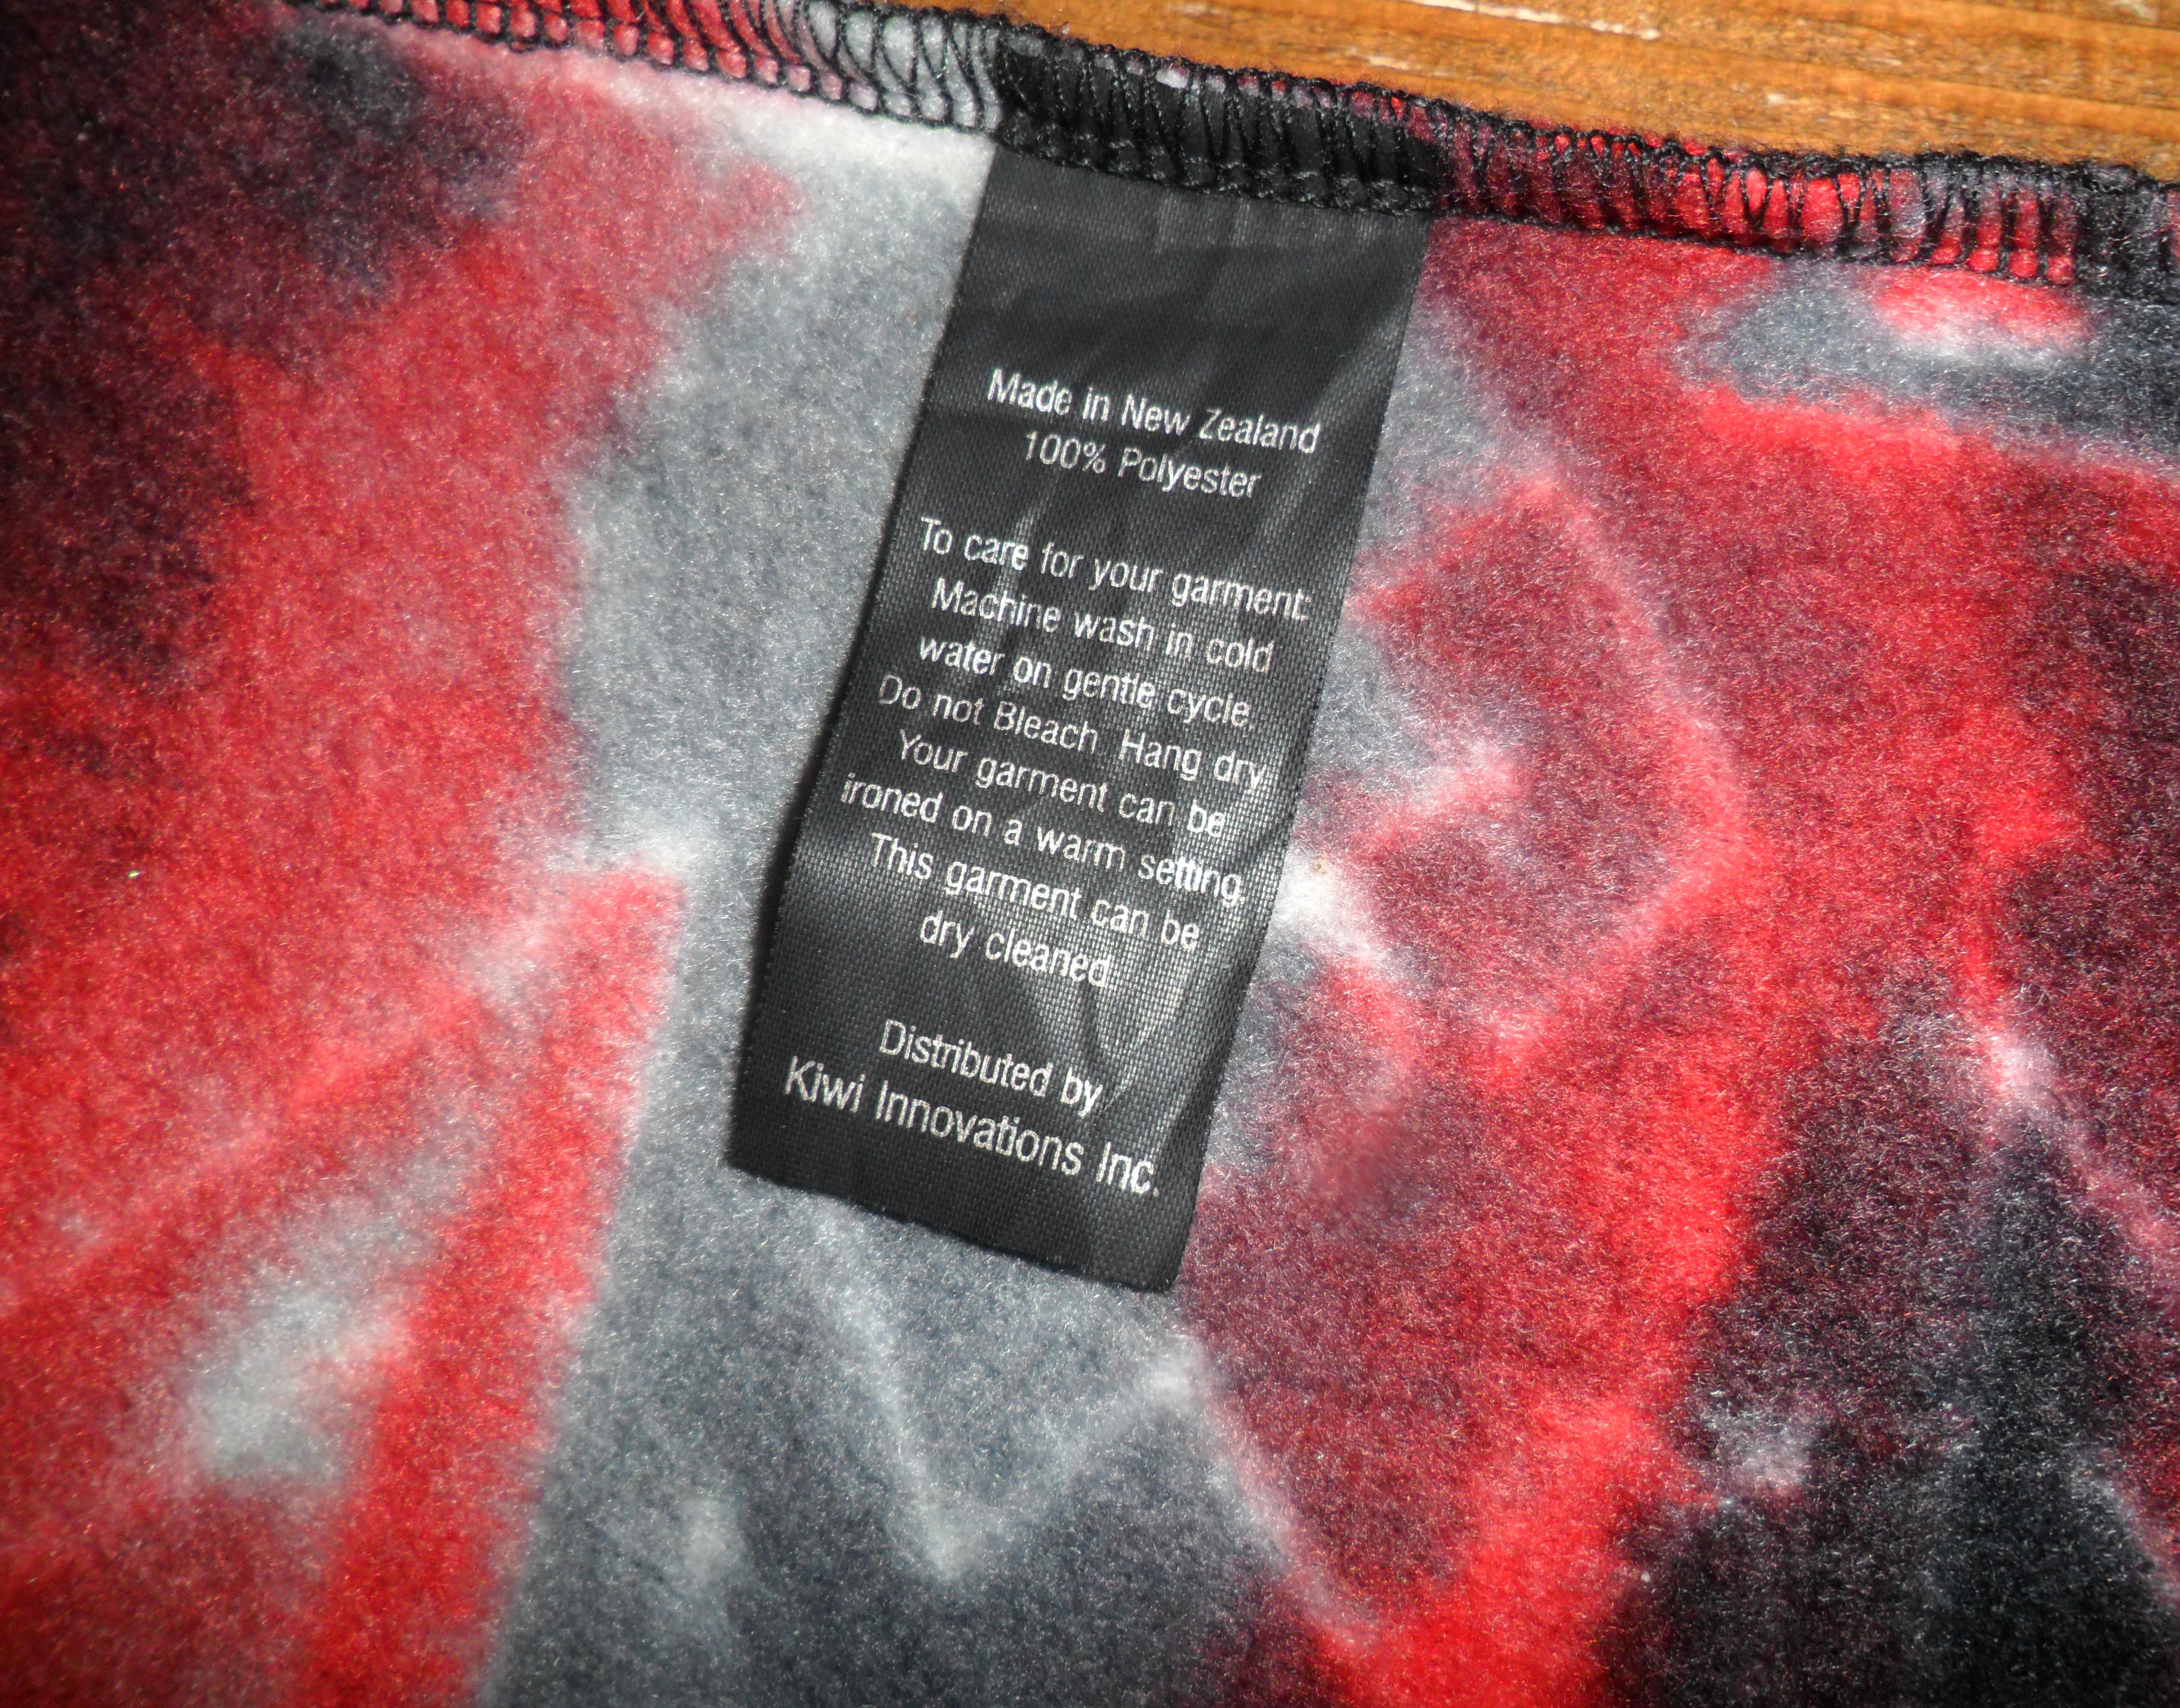 Made in New Zealand
100% Polyester
To care for your garment:
Machine wash in cold
water on gentle cycle.
Do not Bleach. Hang dry.
Your garment can be
ironed on a warm setting.
This garment can be
dry cleaned.
Distributed by
Kiwi Innovations Inc.